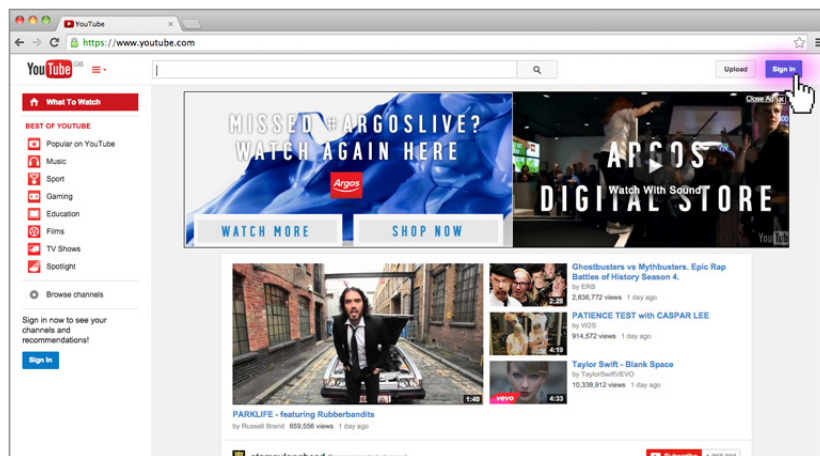 YouTube
https://www.youtube.com
YouTube GB
Upload
Sign In
What To Watch
BEST OF YOUTUBE
Popular on YouTube
Music
Sport
Gaming
Education
Films
TV Shows
Spotlight
Browse channels
Sign in now to see your
channels and
recommendations!
Sign In
MISSED #ARGOSLIVE?
WATCH AGAIN HERE
Argos
WATCH MORE
SHOP NOW
Close Ad
ARGOS
Watch With Sound
DIGITAL STORE
YouTube
1:40
PARKLIFE - featuring Rubberbandits
by Russell Brand 659,556 views 1 day ago
2:28
Ghostbusters vs Mythbusters. Epic Rap
Battles of History Season 4.
by ERB
2,836,772 views 1 day ago
4:19
PATIENCE TEST with CASPAR LEE
by W2S
914,572 views 1 day ago
vevo
4:33
Taylor Swift - Blank Space
by TaylorSwiftVEVO
10,338,912 views 1 day ago
Subscribe